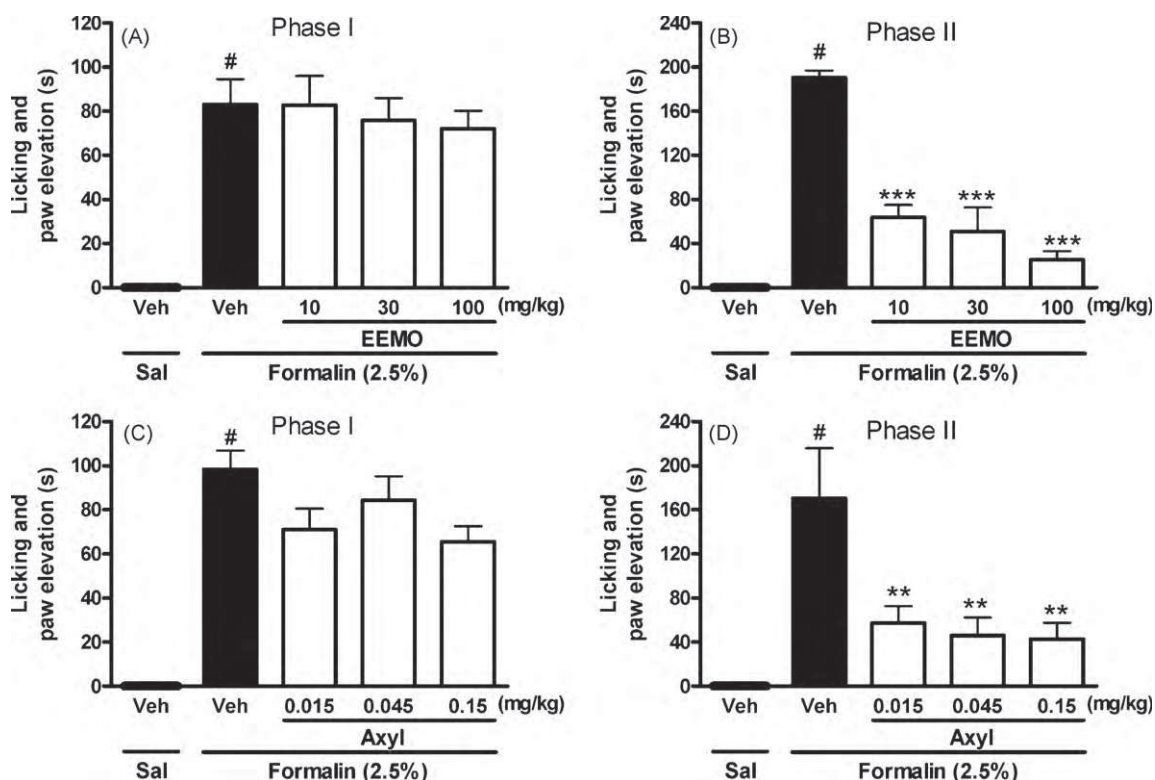 (A) Phase I
Licking and
paw elevation (s)
120
100
80
60
40
20
0
#
Veh Veh 10 30 100 (mg/kg)
EEMO
Sal Formalin (2.5%)
(B) Phase II
Licking and
paw elevation (s)
240
200
160
120
80
40
0
#
*** *** ***
Veh Veh 10 30 100 (mg/kg)
EEMO
Sal Formalin (2.5%)
(C) Phase I
Licking and
paw elevation (s)
120
100
80
60
40
20
0
#
Veh Veh 0.015 0.045 0.15 (mg/kg)
Axyl
Sal Formalin (2.5%)
(D) Phase II
Licking and
paw elevation (s)
240
200
160
120
80
40
0
#
** ** **
Veh Veh 0.015 0.045 0.15 (mg/kg)
Axyl
Sal Formalin (2.5%)